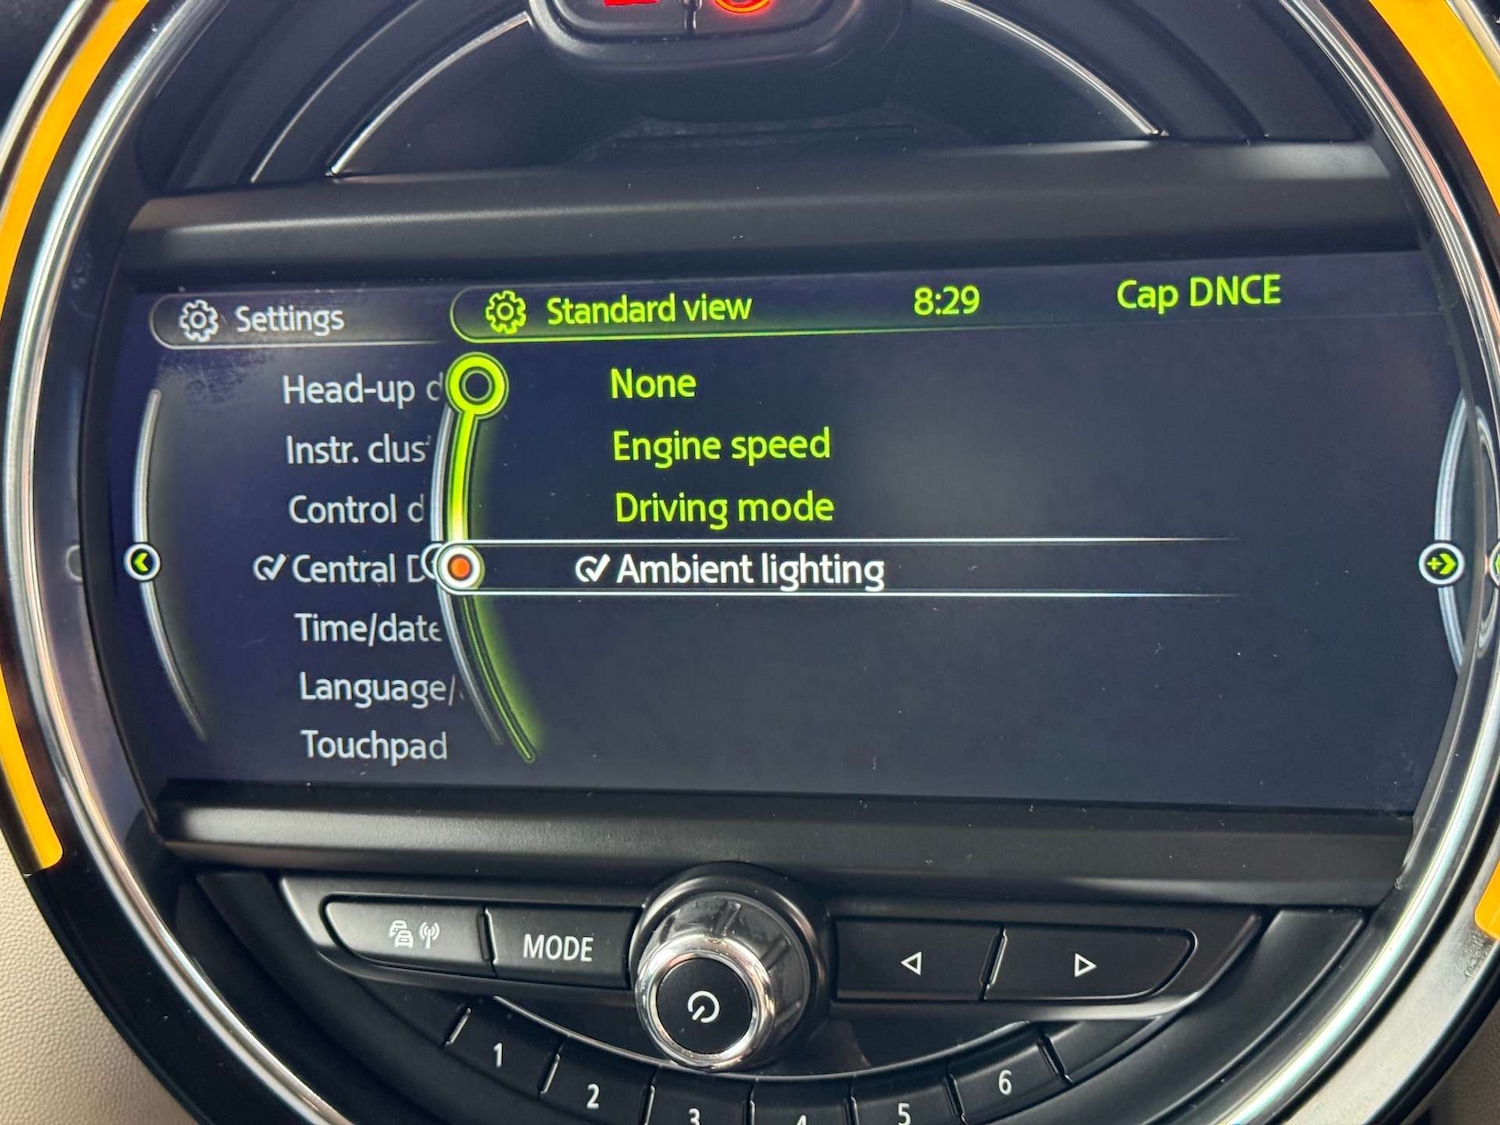 Settings
Standard view
8:29
Cap DNCE
Head-up
Instr.
Control
Central
Time/date
Language/
Touchpad
None
Engine speed
Driving mode
Ambient lighting
MODE
1
2
3
4
5
6